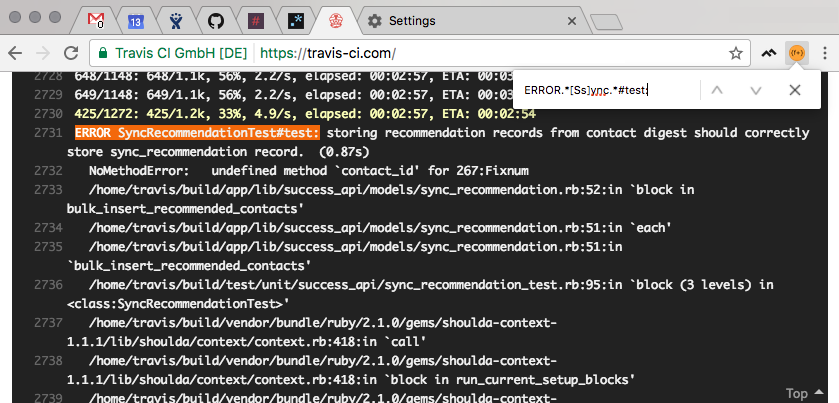 0
13
#
.*
Settings
Travis CI GmbH [DE] https://travis-ci.com/
{f+}
ERROR.*[Ss]ync.*#test:
2728 648/1148: 648/1.1k, 56%, 2.2/s, elapsed: 00:02:57, ETA: 00:03
2729 649/1148: 649/1.1k, 56%, 2.2/s, elapsed: 00:02:57, ETA: 00:0
2730 425/1272: 425/1.2k, 33%, 4.9/s, elapsed: 00:02:57, ETA: 00:02:54
2731 ERROR SyncRecommendationTest#test: storing recommendation records from contact digest should correctly
store sync_recommendation record. (0.87s)
2732 NoMethodError: undefined method `contact_id' for 267:Fixnum
2733 /home/travis/build/app/lib/success_api/models/sync_recommendation.rb:52:in `block in
bulk_insert_recommended_contacts'
2734 /home/travis/build/app/lib/success_api/models/sync_recommendation.rb:51:in `each'
2735 /home/travis/build/app/lib/success_api/models/sync_recommendation.rb:51:in
`bulk_insert_recommended_contacts'
2736 /home/travis/build/test/unit/success_api/sync_recommendation_test.rb:95:in `block (3 levels) in
<class:SyncRecommendationTest>'
2737 /home/travis/build/vendor/bundle/ruby/2.1.0/gems/shoulda-context-
1.1.1/lib/shoulda/context/context.rb:418:in `call'
2738 /home/travis/build/vendor/bundle/ruby/2.1.0/gems/shoulda-context-
1.1.1/lib/shoulda/context/context.rb:418:in `block in run_current_setup_blocks'
2739 /home/travis/build/vendor/bundle/ruby/2.1.0/gems/shoulda-context-
Top